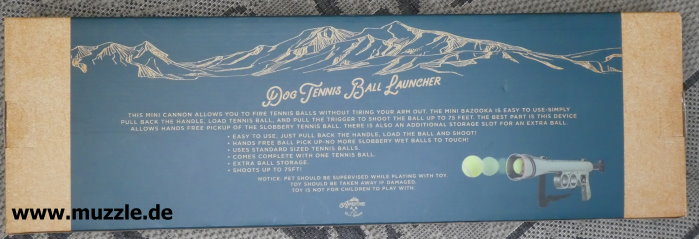 Dog Tennis Ball Launcher
THIS MINI CANNON ALLOWS YOU TO FIRE TENNIS BALLS WITHOUT TIRING YOUR ARM OUT. THE MINI BAZOOKA IS EASY TO USE-SIMPLY
PULL BACK THE HANDLE, LOAD TENNIS BALL, AND PULL THE TRIGGER TO SHOOT THE BALL UP TO 75 FEET. THE BEST PART IS THIS DEVICE
ALLOWS HANDS FREE PICKUP OF THE SLOBBERY TENNIS BALL. THERE IS ALSO AN ADDITIONAL STORAGE SLOT FOR AN EXTRA BALL.
• EASY TO USE, JUST PULL BACK THE HANDLE, LOAD THE BALL AND SHOOT!
• HANDS FREE BALL PICK UP-NO MORE SLOBBERY WET BALLS TO TOUCH!
• USES STANDARD SIZED TENNIS BALLS.
• COMES COMPLETE WITH ONE TENNIS BALL.
• EXTRA BALL STORAGE.
• SHOOTS UP TO 75FT!
NOTICE: PET SHOULD BE SUPERVISED WHILE PLAYING WITH TOY.
TOY SHOULD BE TAKEN AWAY IF DAMAGED.
TOY IS NOT FOR CHILDREN TO PLAY WITH.
www.muzzle.de